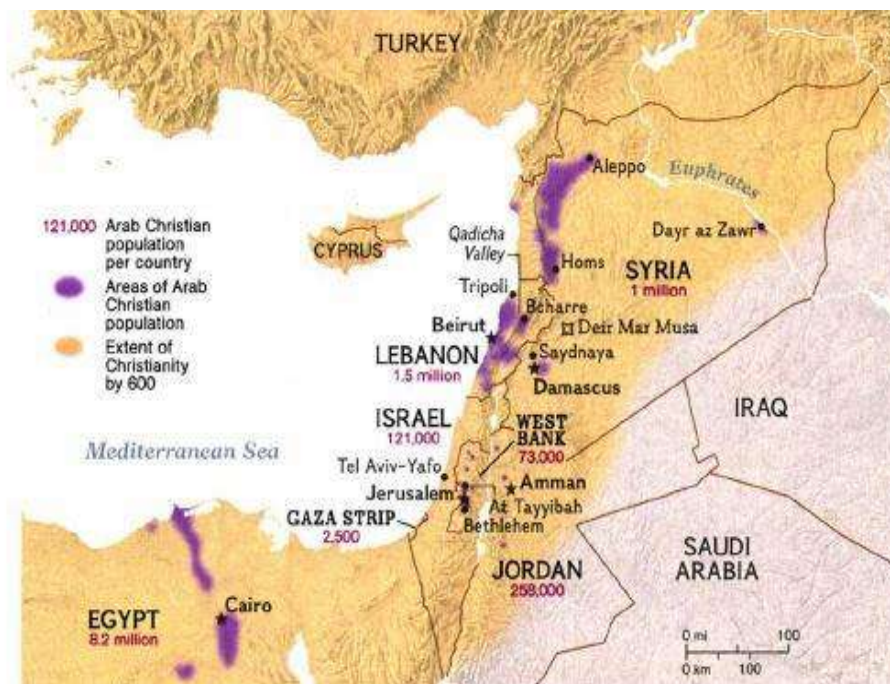 TURKEY
Aleppo
Euphrates
121,000 Arab Christian
population
per country
Areas of Arab
Christian
population
Extent of
Christianity
by 600
CYPRUS
Qadicha
Valley
Dayr az Zawr
Homs
SYRIA
1 million
Tripoli
Bcharre
Beirut
Deir Mar Musa
LEBANON
1.5 million
Saydnaya
Damascus
IRAQ
ISRAEL
121,000
WEST
BANK
73,000
Mediterranean Sea
Tel Aviv-Yafo
Amman
Jerusalem
At Tayyibah
GAZA STRIP
2,500
Bethlehem
SAUDI
ARABIA
JORDAN
258,000
Cairo
EGYPT
8.2 million
0 mi 100
0 km 100